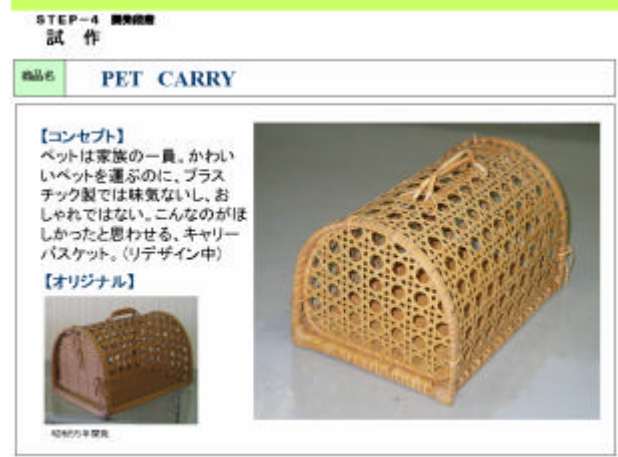 STEP-4 開発段階
試 作
商品名
PET CARRY
【コンセプト】
ペットは家族の一員。かわい
いペットを運ぶのに、プラス
チック製では味気ないし、お
しゃれではない。こんなのがほ
しかったと思わせる、キャリー
バスケット。（リデザイン中）
【オリジナル】